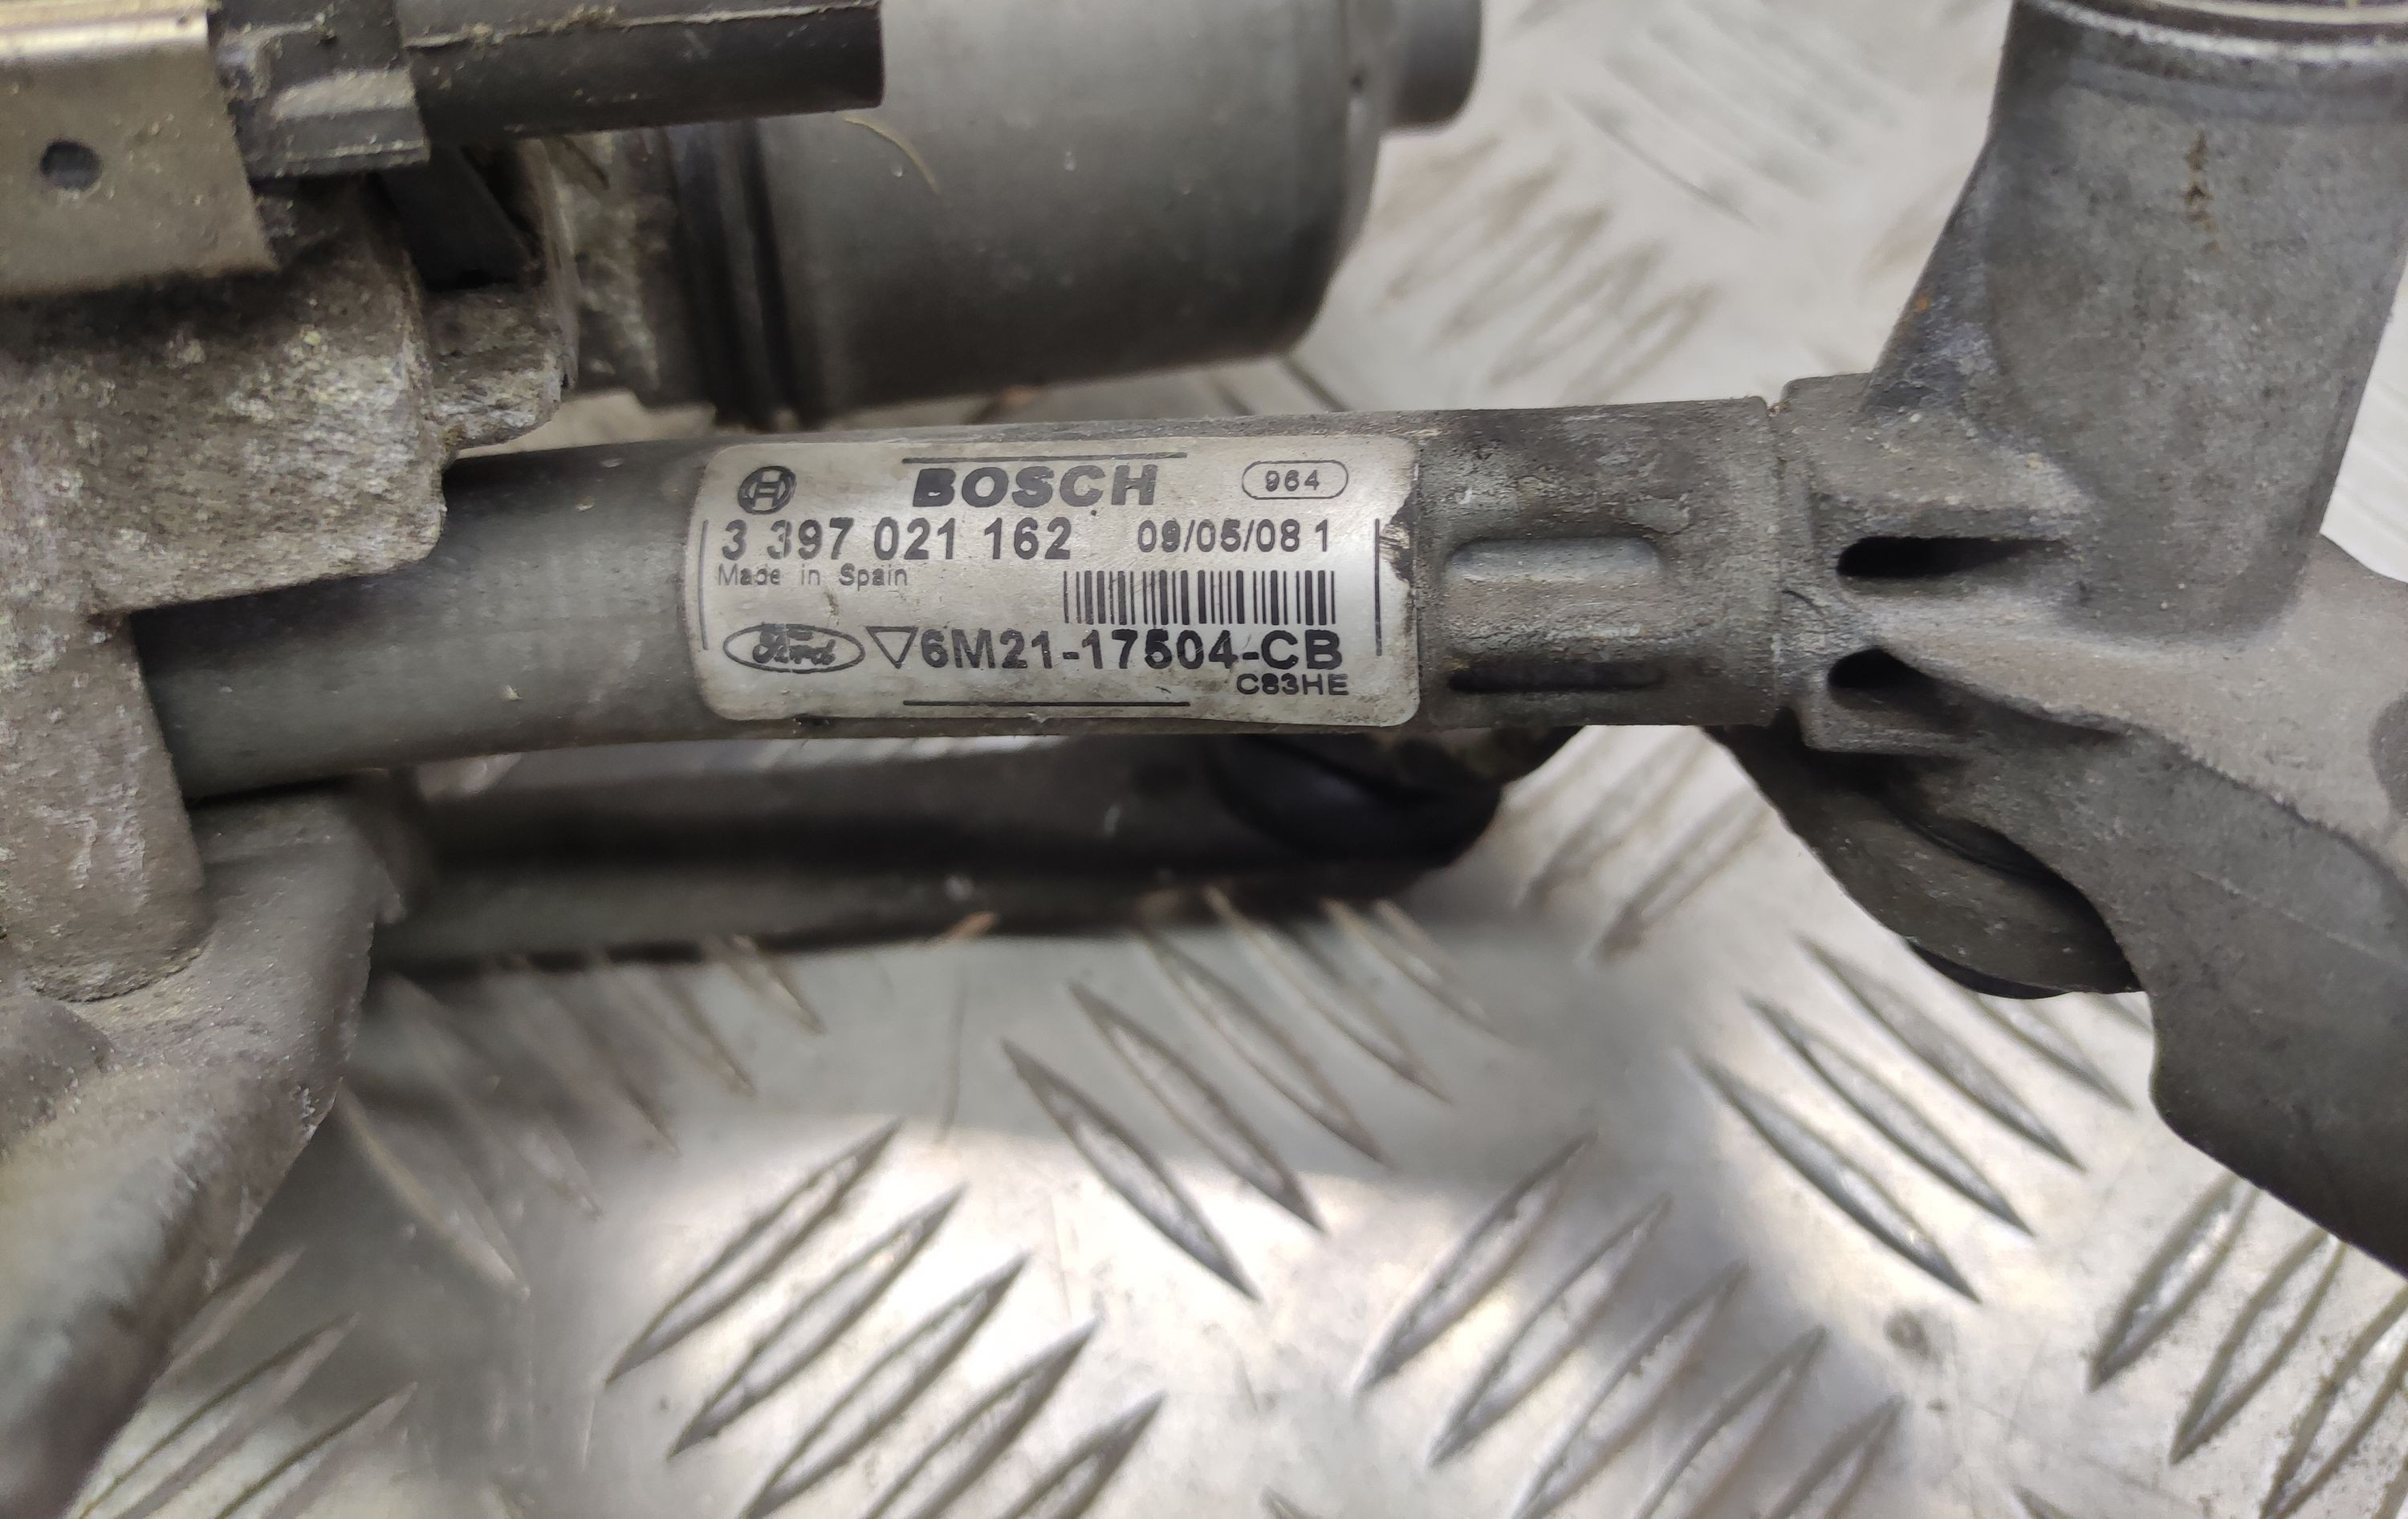 BOSCH 964
3 397 021 162 09/05/08 1
Made in Spain
Ford 6M21-17504-CB
C83HE